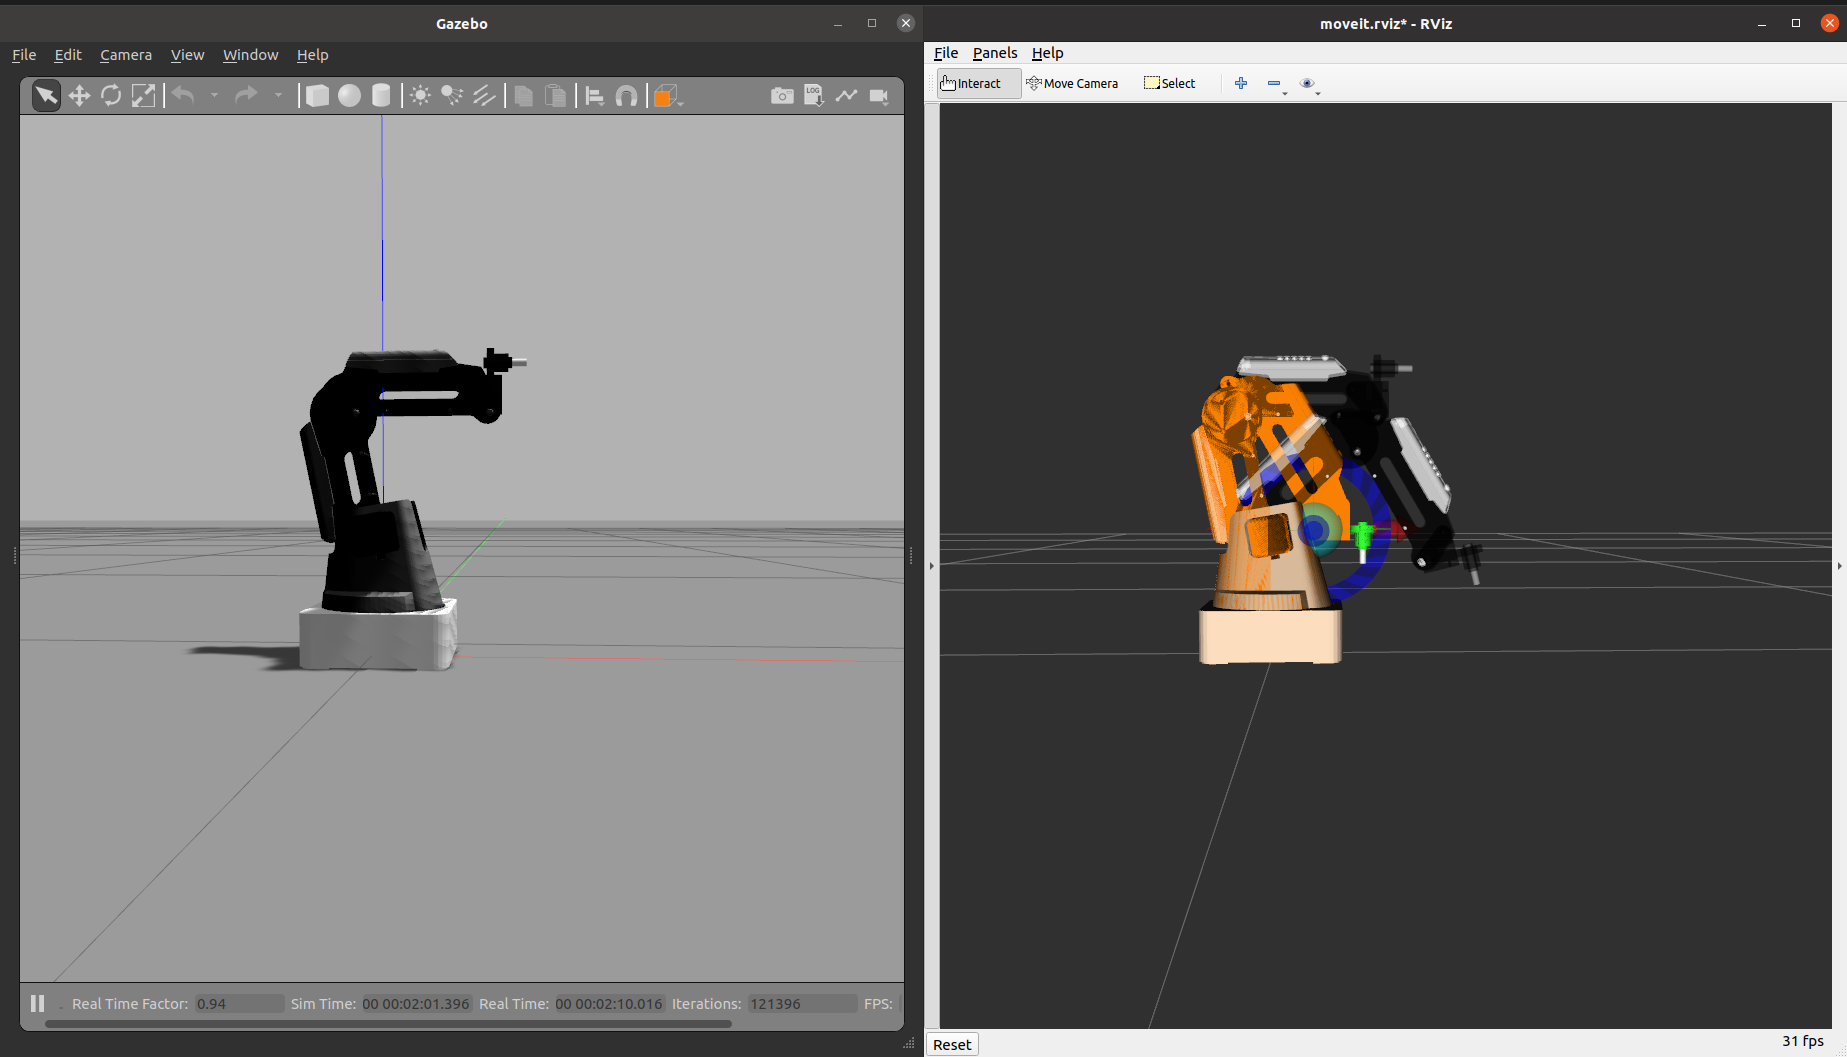 Gazebo
File Edit Camera View Window Help
LOG
Real Time Factor: 0.94 Sim Time: 00 00:02:01.396 Real Time: 00 00:02:10.016 Iterations: 121396 FPS:
moveit.rviz* - RViz
File Panels Help
Interact Move Camera Select
Reset
31 fps